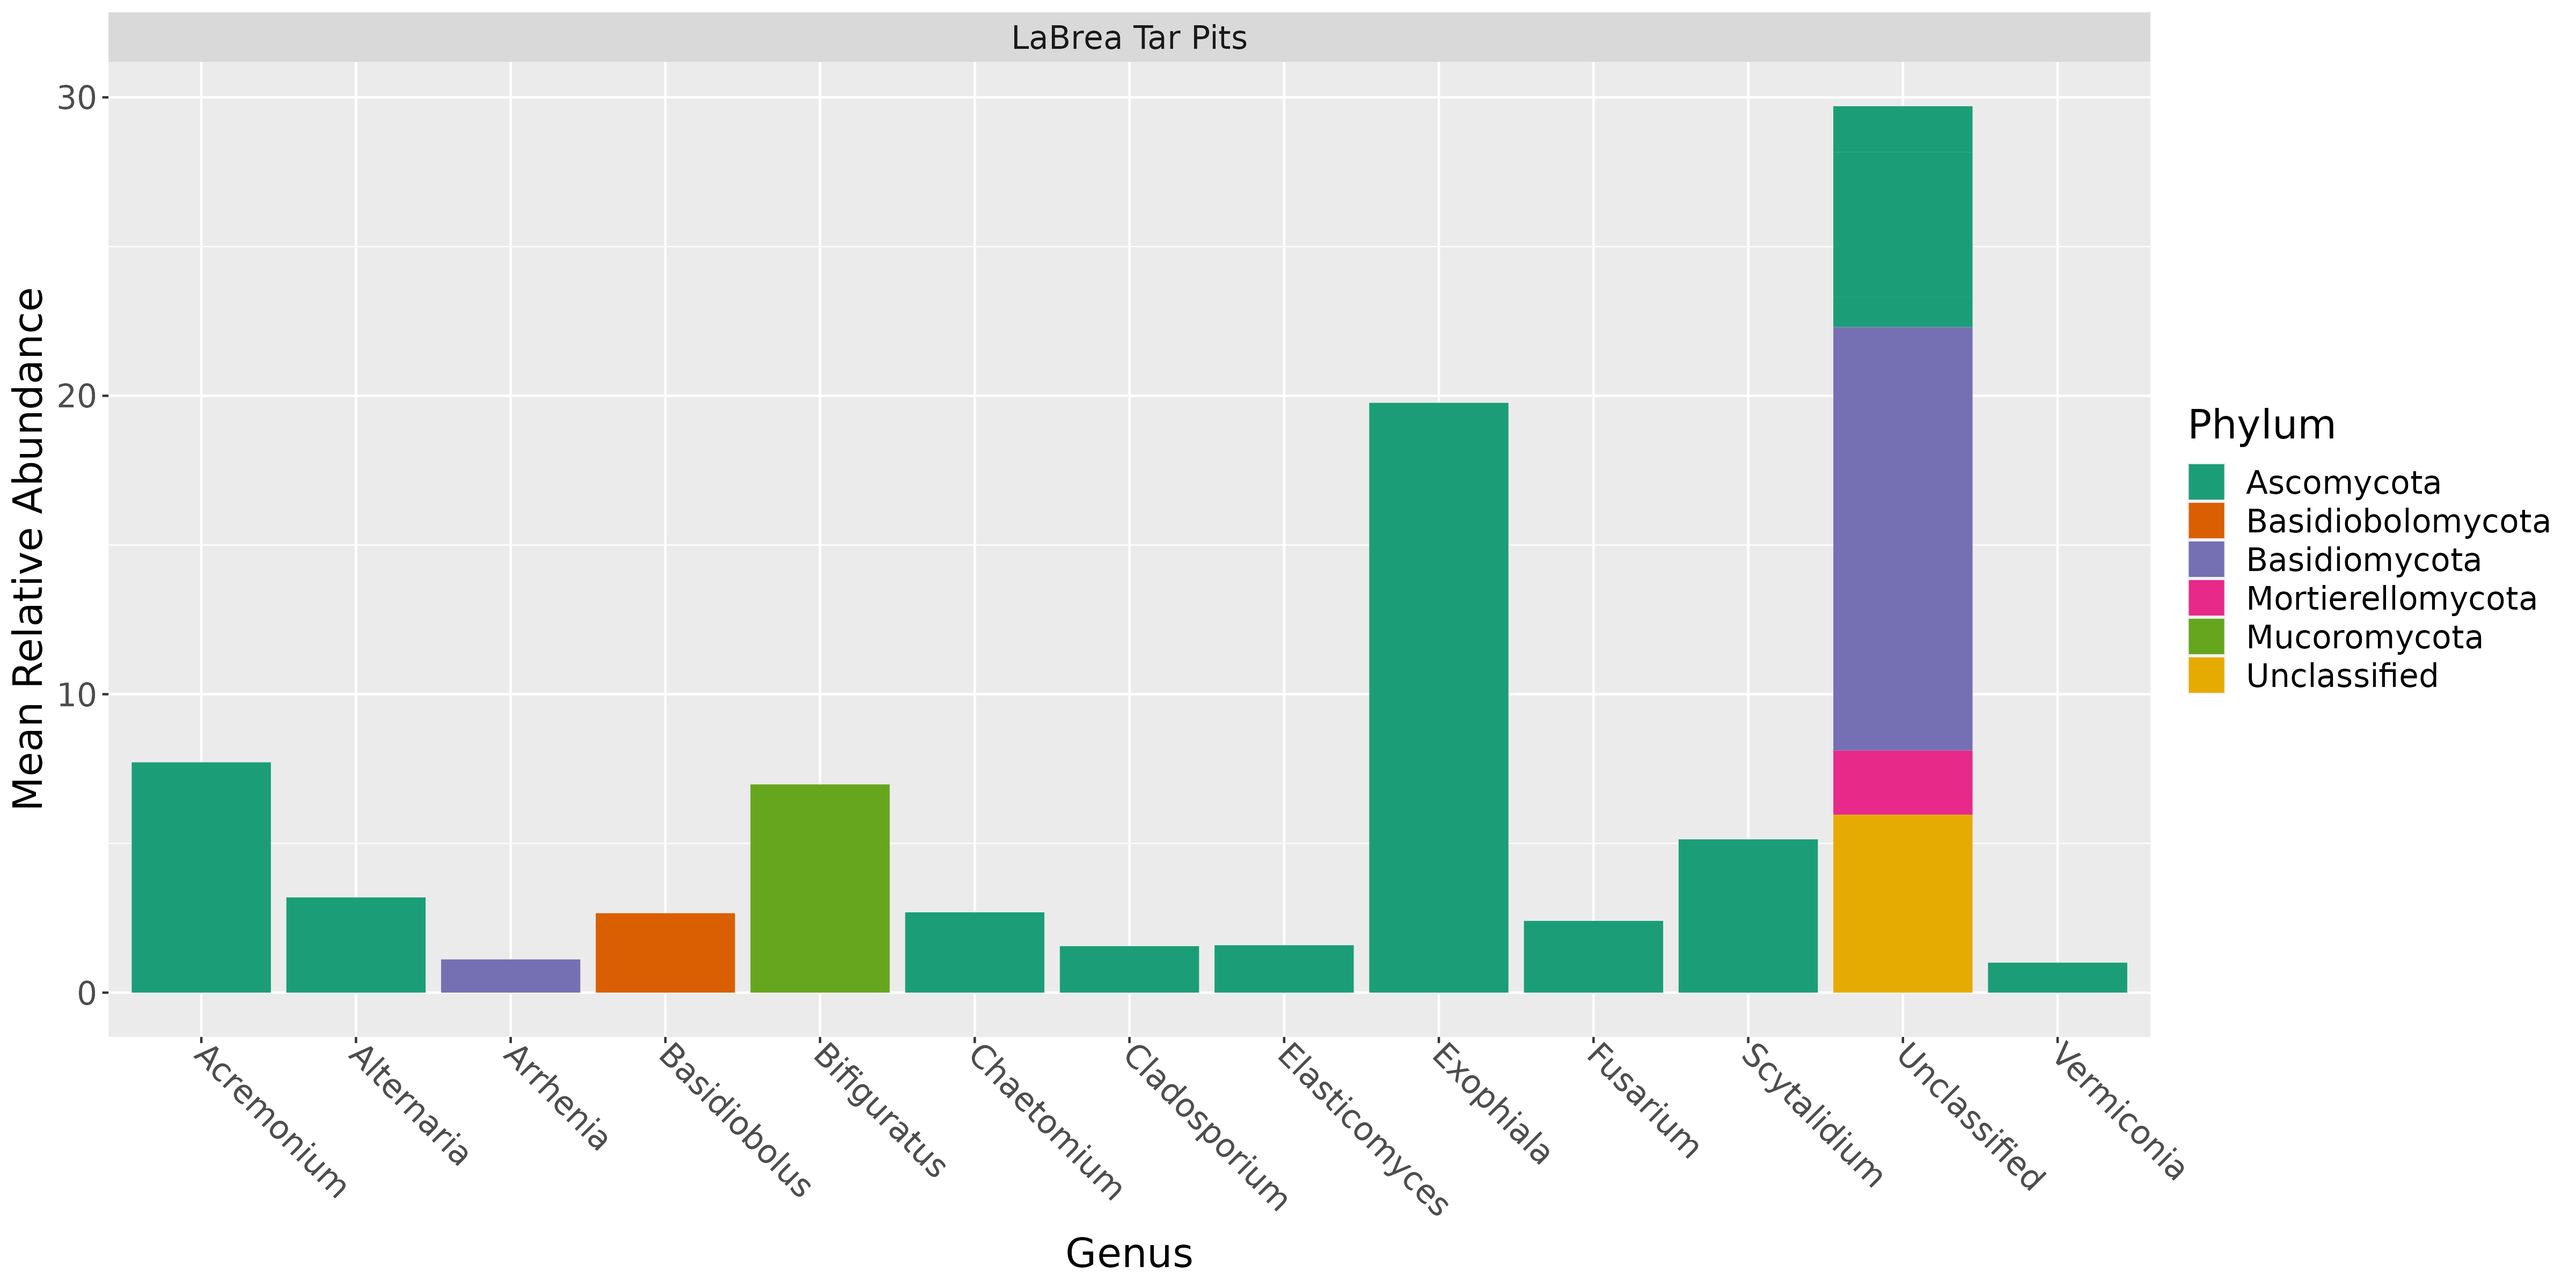 LaBrea Tar Pits
30
20
10
0
Mean Relative Abundance
Acremonium
Alternaria
Arrhenia
Basidiobolus
Bifiguratus
Chaetomium
Cladosporium
Elasticomyces
Exophiala
Fusarium
Scytalidium
Unclassified
Vermiconia
Genus
Phylum
Ascomycota
Basidiobolomycota
Basidiomycota
Mortierellomycota
Mucoromycota
Unclassified